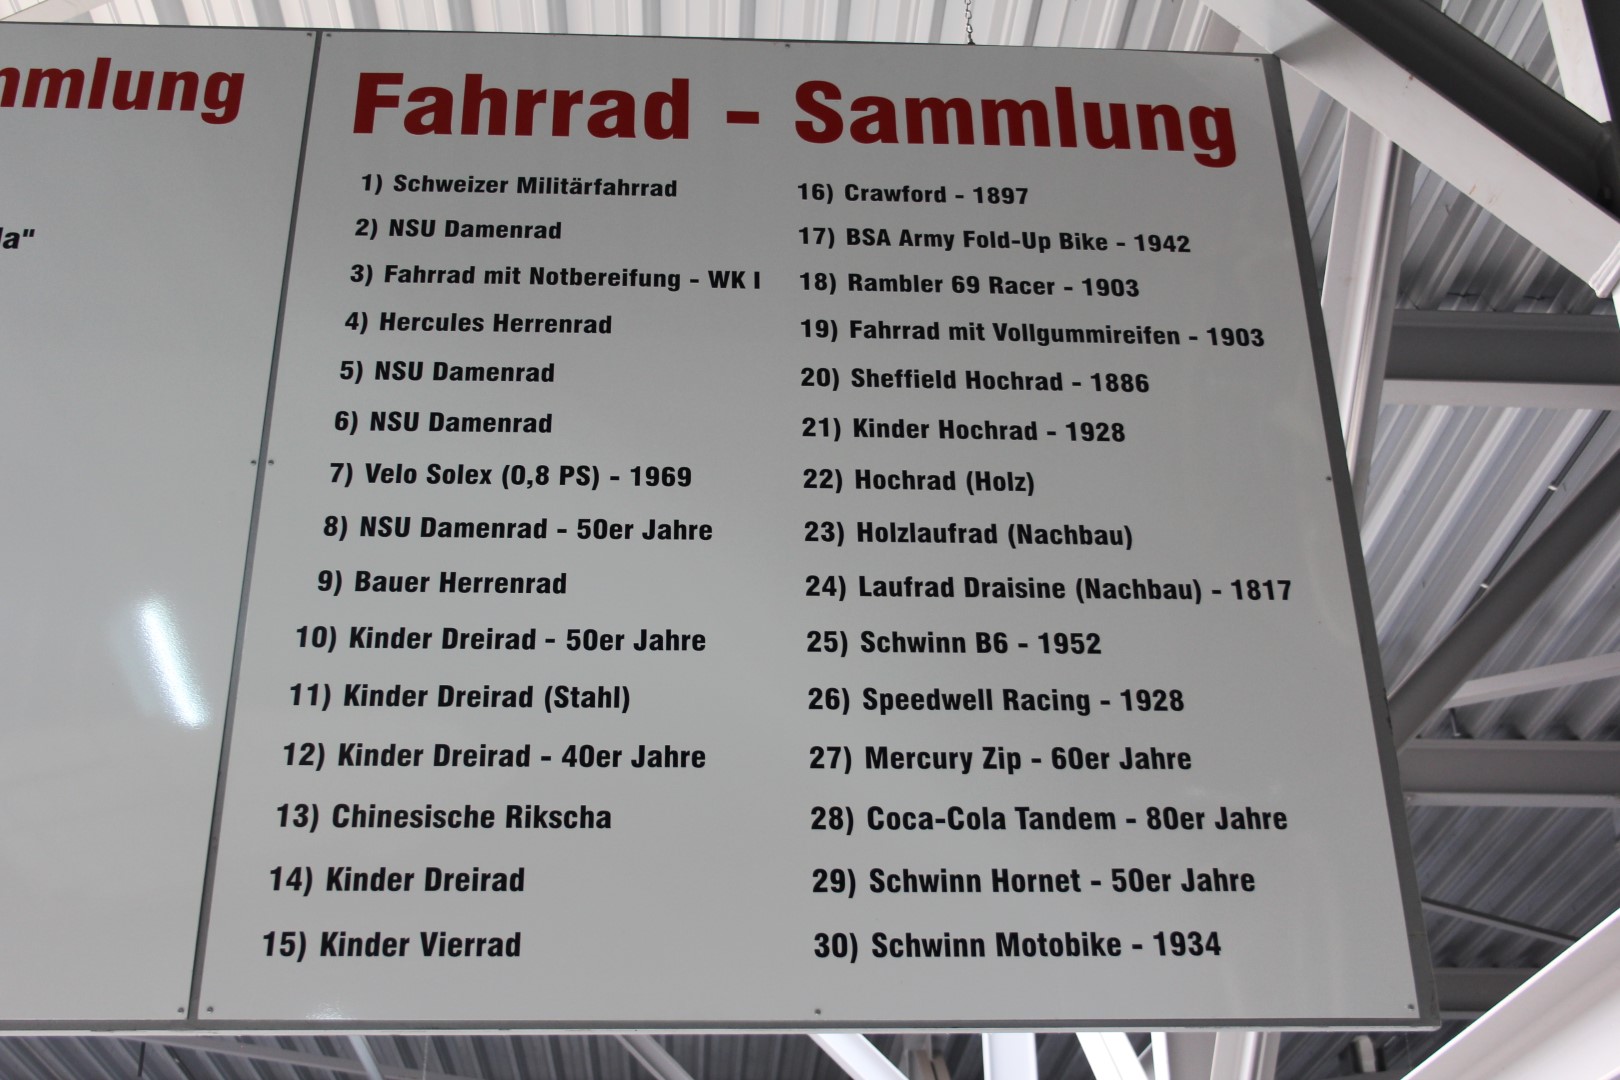 mmlung
la"
Fahrrad - Sammlung
1) Schweizer Militärfahrrad
2) NSU Damenrad
3) Fahrrad mit Notbereifung - WK I
4) Hercules Herrenrad
5) NSU Damenrad
6) NSU Damenrad
7) Velo Solex (0,8 PS) - 1969
8) NSU Damenrad - 50er Jahre
9) Bauer Herrenrad
10) Kinder Dreirad - 50er Jahre
11) Kinder Dreirad (Stahl)
12) Kinder Dreirad - 40er Jahre
13) Chinesische Rikscha
14) Kinder Dreirad
15) Kinder Vierrad
16) Crawford - 1897
17) BSA Army Fold-Up Bike - 1942
18) Rambler 69 Racer - 1903
19) Fahrrad mit Vollgummireifen - 1903
20) Sheffield Hochrad - 1886
21) Kinder Hochrad - 1928
22) Hochrad (Holz)
23) Holzlaufrad (Nachbau)
24) Laufrad Draisine (Nachbau) - 1817
25) Schwinn B6 - 1952
26) Speedwell Racing - 1928
27) Mercury Zip - 60er Jahre
28) Coca-Cola Tandem - 80er Jahre
29) Schwinn Hornet - 50er Jahre
30) Schwinn Motobike - 1934